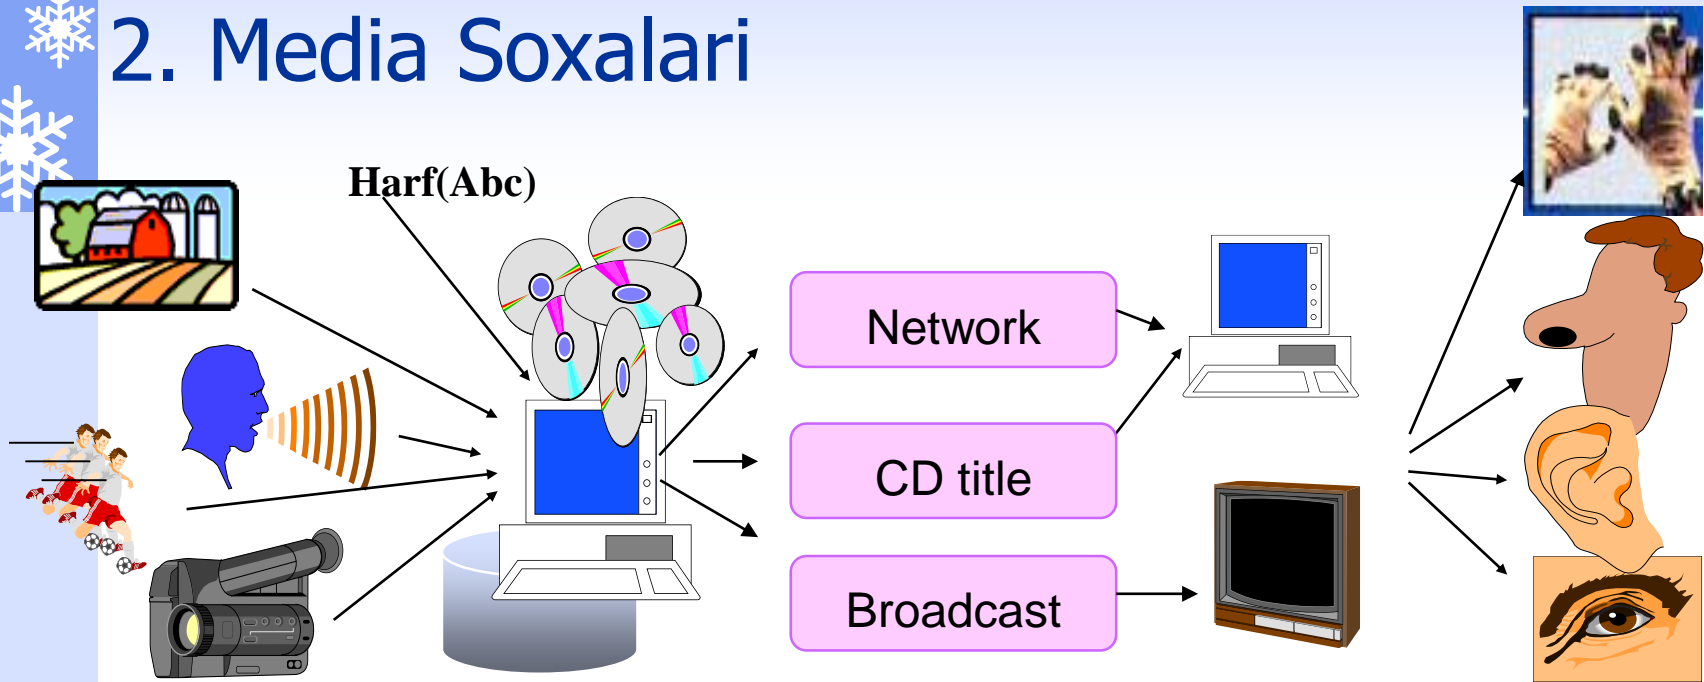 2. Media Soxalari
Harf(Abc)
Network
CD title
Broadcast